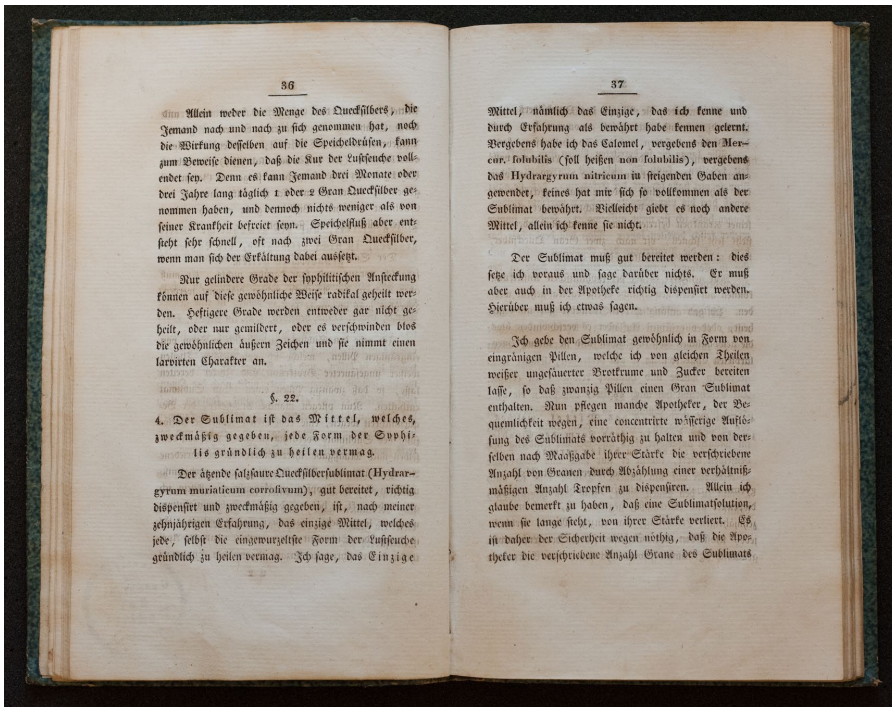 36
Allein weder die Menge des Quecksilbers, die
Jemand nach und nach zu sich genommen hat, noch
die Wirkung desselben auf die Speicheldrüsen, kann
zum Beweise dienen, daß die Kur der Lustseuche voll-
endet sey. Denn es kann Jemand drei Monate oder
drei Jahre lang täglich 1 oder 2 Gran Quecksilber ge-
nommen haben, und dennoch nichts weniger als von
seiner Krankheit befreiet seyn. Speichelfluß aber ent-
steht sehr schnell, oft nach zwei Gran Quecksilber,
wenn man sich der Erkältung dabei aussetzt.
Nur gelindere Grade der syphilitischen Ansteckung
können auf diese gewöhnliche Weise radikal geheilt wer-
den. Heftigere Grade werden entweder gar nicht ge-
heilt, oder nur gemildert, oder es verschwinden blos
die gewöhnlichen äußern Zeichen und sie nimmt einen
larvirten Charakter an.
§. 22.
4. Der Sublimat ist das Mittel, welches,
zweckmäßig gegeben, jede Form der Syphi-
lis gründlich zu heilen vermag.
Der ätzende salzsaure Quecksilbersublimat (Hydrar-
gyrum muriaticum corrosivum), gut bereitet, richtig
dispensirt und zweckmäßig gegeben, ist, nach meiner
zehnjährigen Erfahrung, das einzige Mittel, welches
jede, selbst die eingewurzeltste Form der Lustseuche
gründlich zu heilen vermag. Ich sage, das Einzige
37
Mittel, nämlich das Einzige, das ich kenne und
durch Erfahrung als bewährt habe kennen gelernt.
Vergebens habe ich das Calomel, vergebens den Mer-
cur. solubilis (soll heißen non solubilis), vergebens
das Hydrargyrum nitricum in steigenden Gaben an-
gewendet, keines hat mir sich so vollkommen als der
Sublimat bewährt. Vielleicht giebt es noch andere
Mittel, allein ich kenne sie nicht.
Der Sublimat muß gut bereitet werden: dies
setze ich voraus und sage darüber nichts. Er muß
aber auch in der Apotheke richtig dispensirt werden.
Hierüber muß ich etwas sagen.
Ich gebe den Sublimat gewöhnlich in Form von
eingränigen Pillen, welche ich von gleichen Theilen
weißer ungesäuerter Brotkrume und Zucker bereiten
lasse, so daß zwanzig Pillen einen Gran Sublimat
enthalten. Nun pflegen manche Apotheker, der Be-
quemlichkeit wegen, eine concentrirte wässerige Auflö-
sung des Sublimats vorräthig zu halten und von der-
selben nach Maaßgabe ihrer Stärke die verschriebene
Anzahl von Granen durch Abzählung einer verhältniß-
mäßigen Anzahl Tropfen zu dispensiren. Allein ich
glaube bemerkt zu haben, daß eine Sublimatsolution,
wenn sie lange steht, von ihrer Stärke verliert. Es
ist daher der Sicherheit wegen nöthig, daß die Apo-
theker die verschriebene Anzahl Grane des Sublimats